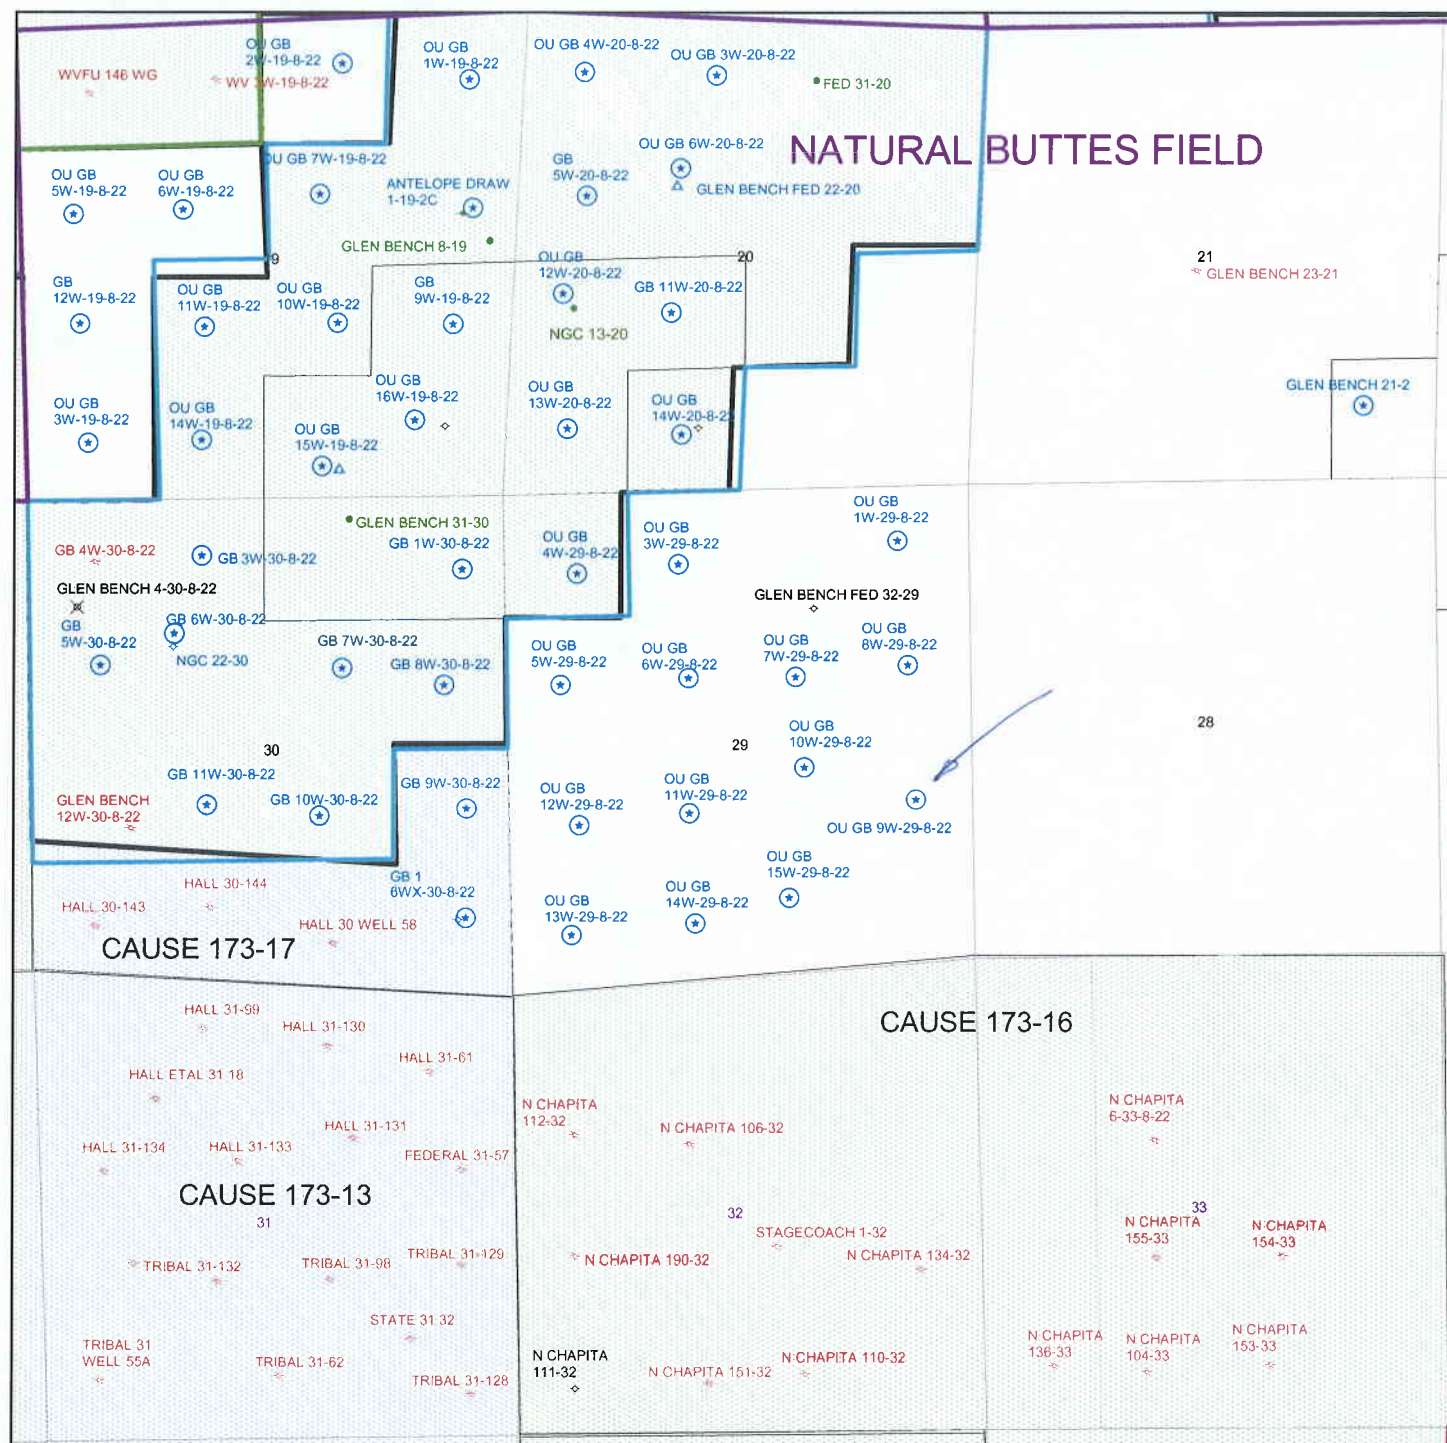 OU GB
2W-19-8-22
OU GB
1W-19-8-22
OU GB 4W-20-8-22
OU GB 3W-20-8-22
WVFU 146 WG
WV 1W-19-8-22
FED 31-20
NATURAL BUTTES FIELD
OU GB
5W-19-8-22
OU GB
6W-19-8-22
OU GB 7W-19-8-22
ANTELOPE DRAW
1-19-2C
GB
5W-20-8-22
OU GB 6W-20-8-22
GLEN BENCH FED 22-20
GLEN BENCH 8-19
9
20
21
GLEN BENCH 23-21
GB
12W-19-8-22
OU GB
11W-19-8-22
OU GB
10W-19-8-22
GB
9W-19-8-22
OU GB
12W-20-8-22
GB 11W-20-8-22
NGC 13-20
OU GB
3W-19-8-22
OU GB
14W-19-8-22
OU GB
15W-19-8-22
OU GB
16W-19-8-22
OU GB
13W-20-8-22
OU GB
14W-20-8-22
GLEN BENCH 21-2
GLEN BENCH 31-30
GB 4W-30-8-22
GB 3W-30-8-22
GB 1W-30-8-22
OU GB
4W-29-8-22
OU GB
3W-29-8-22
OU GB
1W-29-8-22
GLEN BENCH 4-30-8-22
GLEN BENCH FED 32-29
GB
5W-30-8-22
GB 6W-30-8-22
NGC 22-30
GB 7W-30-8-22
GB 8W-30-8-22
OU GB
5W-29-8-22
OU GB
6W-29-8-22
OU GB
7W-29-8-22
OU GB
8W-29-8-22
30
29
28
OU GB
10W-29-8-22
GB 11W-30-8-22
GB 10W-30-8-22
GB 9W-30-8-22
GLEN BENCH
12W-30-8-22
OU GB
12W-29-8-22
OU GB
11W-29-8-22
OU GB 9W-29-8-22
GB 1
6WX-30-8-22
OU GB
15W-29-8-22
OU GB
13W-29-8-22
OU GB
14W-29-8-22
HALL 30-144
HALL 30-143
HALL 30 WELL 58
CAUSE 173-17
HALL 31-99
HALL 31-130
HALL 31-61
CAUSE 173-16
HALL ETAL 31 18
N CHAPITA
112-32
N CHAPITA 106-32
N CHAPITA
6-33-8-22
HALL 31-134
HALL 31-133
HALL 31-131
FEDERAL 31-57
CAUSE 173-13
31
32
33
STAGECOACH 1-32
N CHAPITA
155-33
N CHAPITA
154-33
TRIBAL 31-132
TRIBAL 31-98
TRIBAL 31-129
N CHAPITA 190-32
N CHAPITA 134-32
STATE 31 32
TRIBAL 31
WELL 55A
TRIBAL 31-62
TRIBAL 31-128
N CHAPITA
111-32
N CHAPITA 151-32
N CHAPITA 110-32
N CHAPITA
136-33
N CHAPITA
104-33
N CHAPITA
153-33